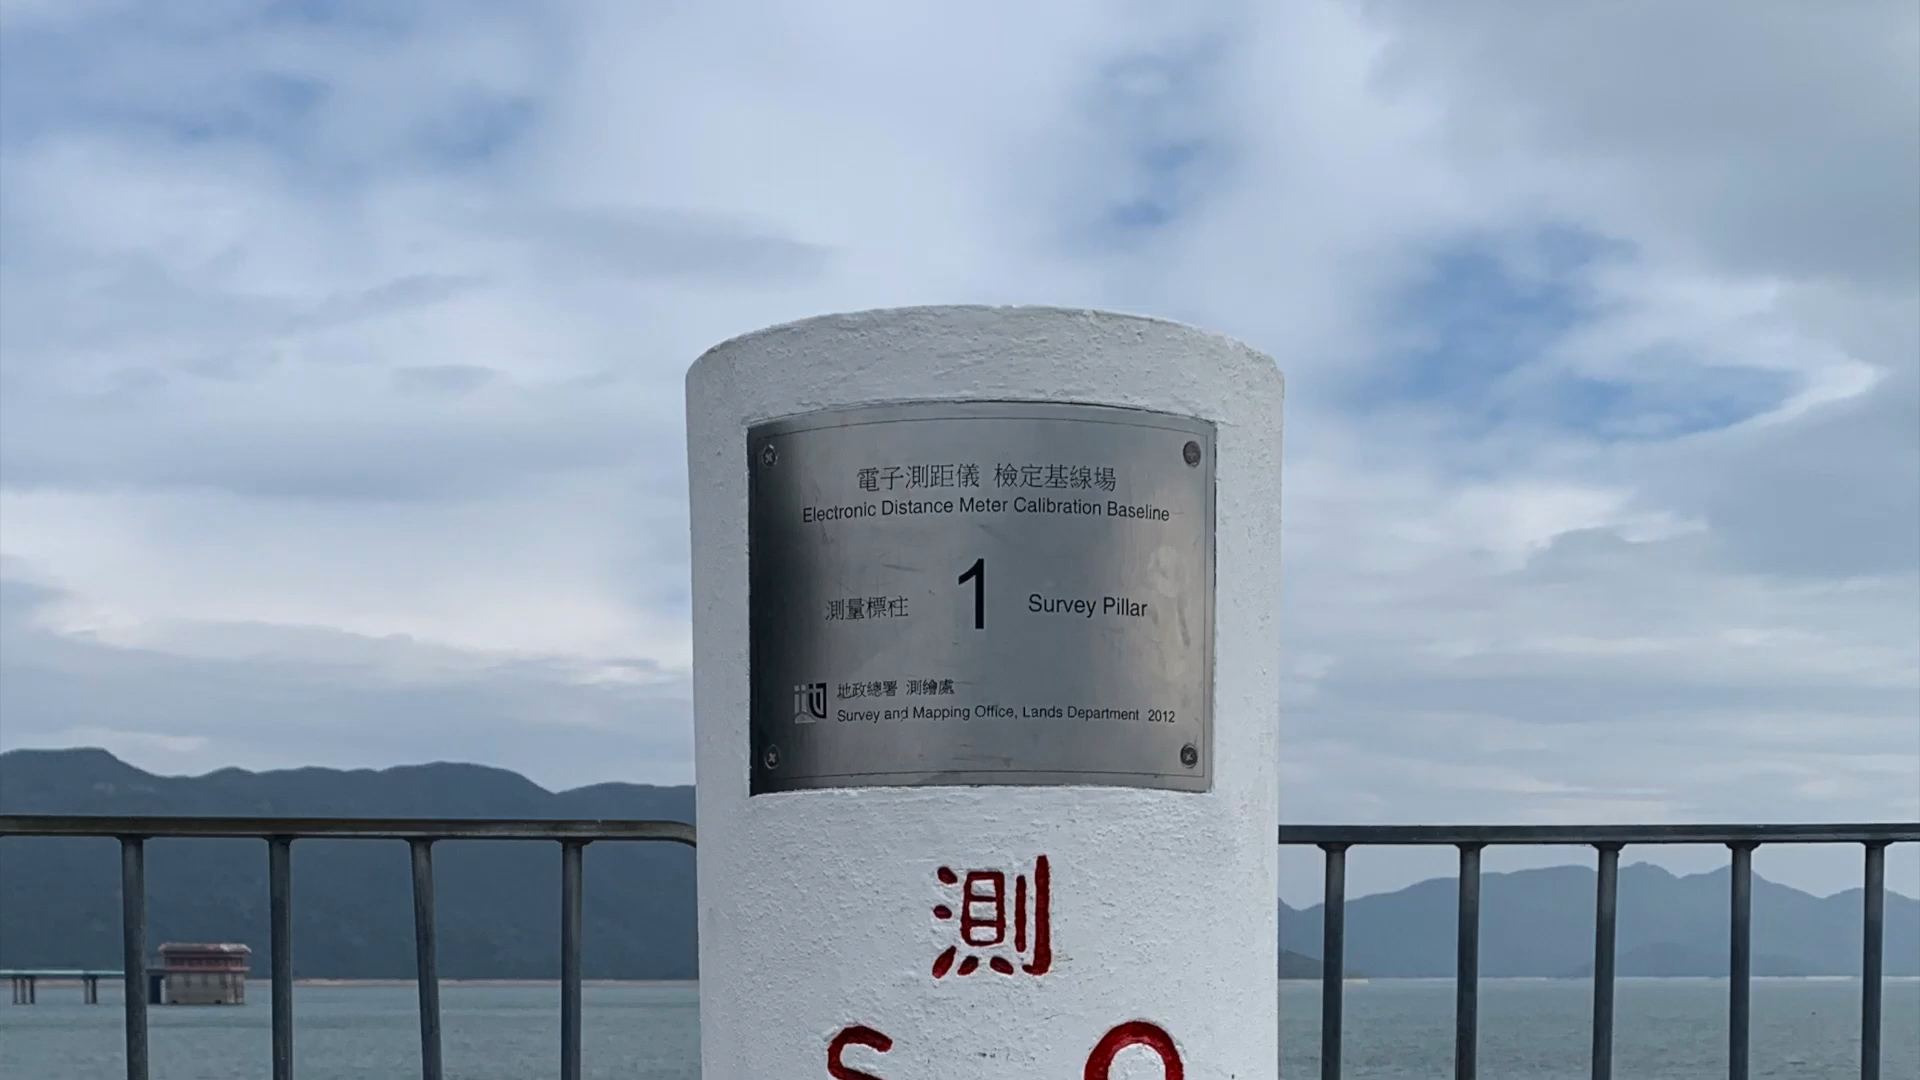 電子測距儀 檢定基線場
Electronic Distance Meter Calibration Baseline
測量標柱 1 Survey Pillar
地政總署 測繪處
Survey and Mapping Office, Lands Department 2012
測
S